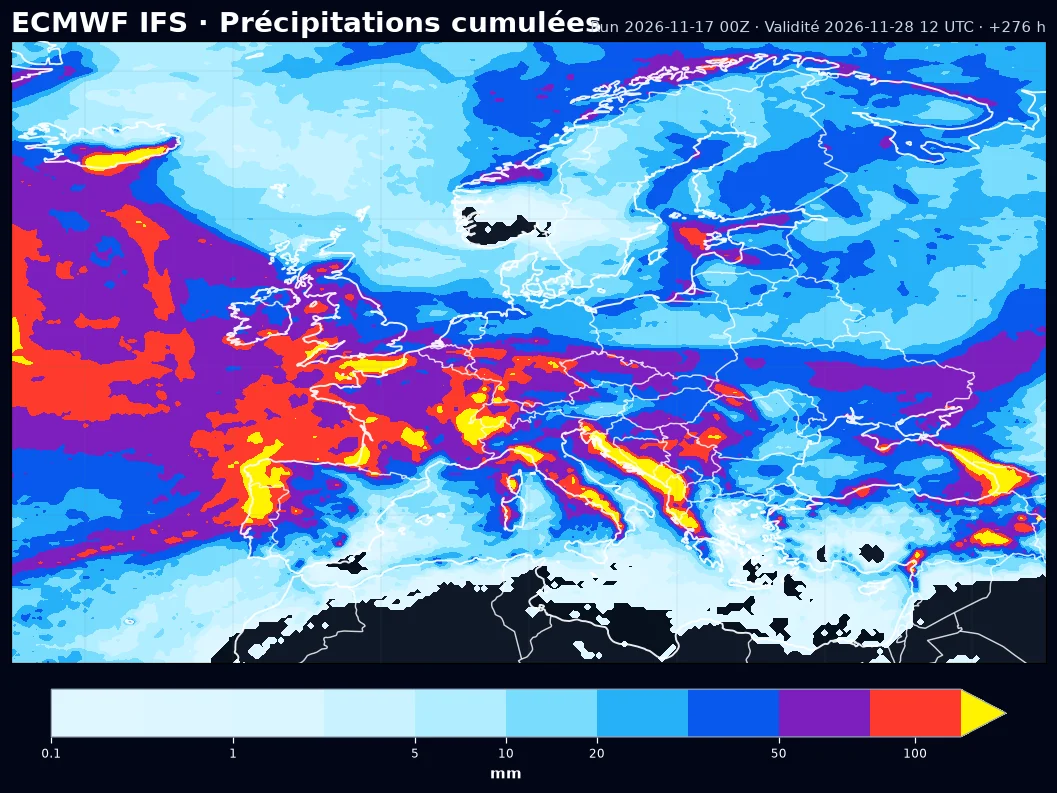 ECMWF IFS · Précipitations cumulées
Run 2026-11-17 00Z · Validité 2026-11-28 12 UTC · +276 h
0.1 1 5 10 20 50 100
mm